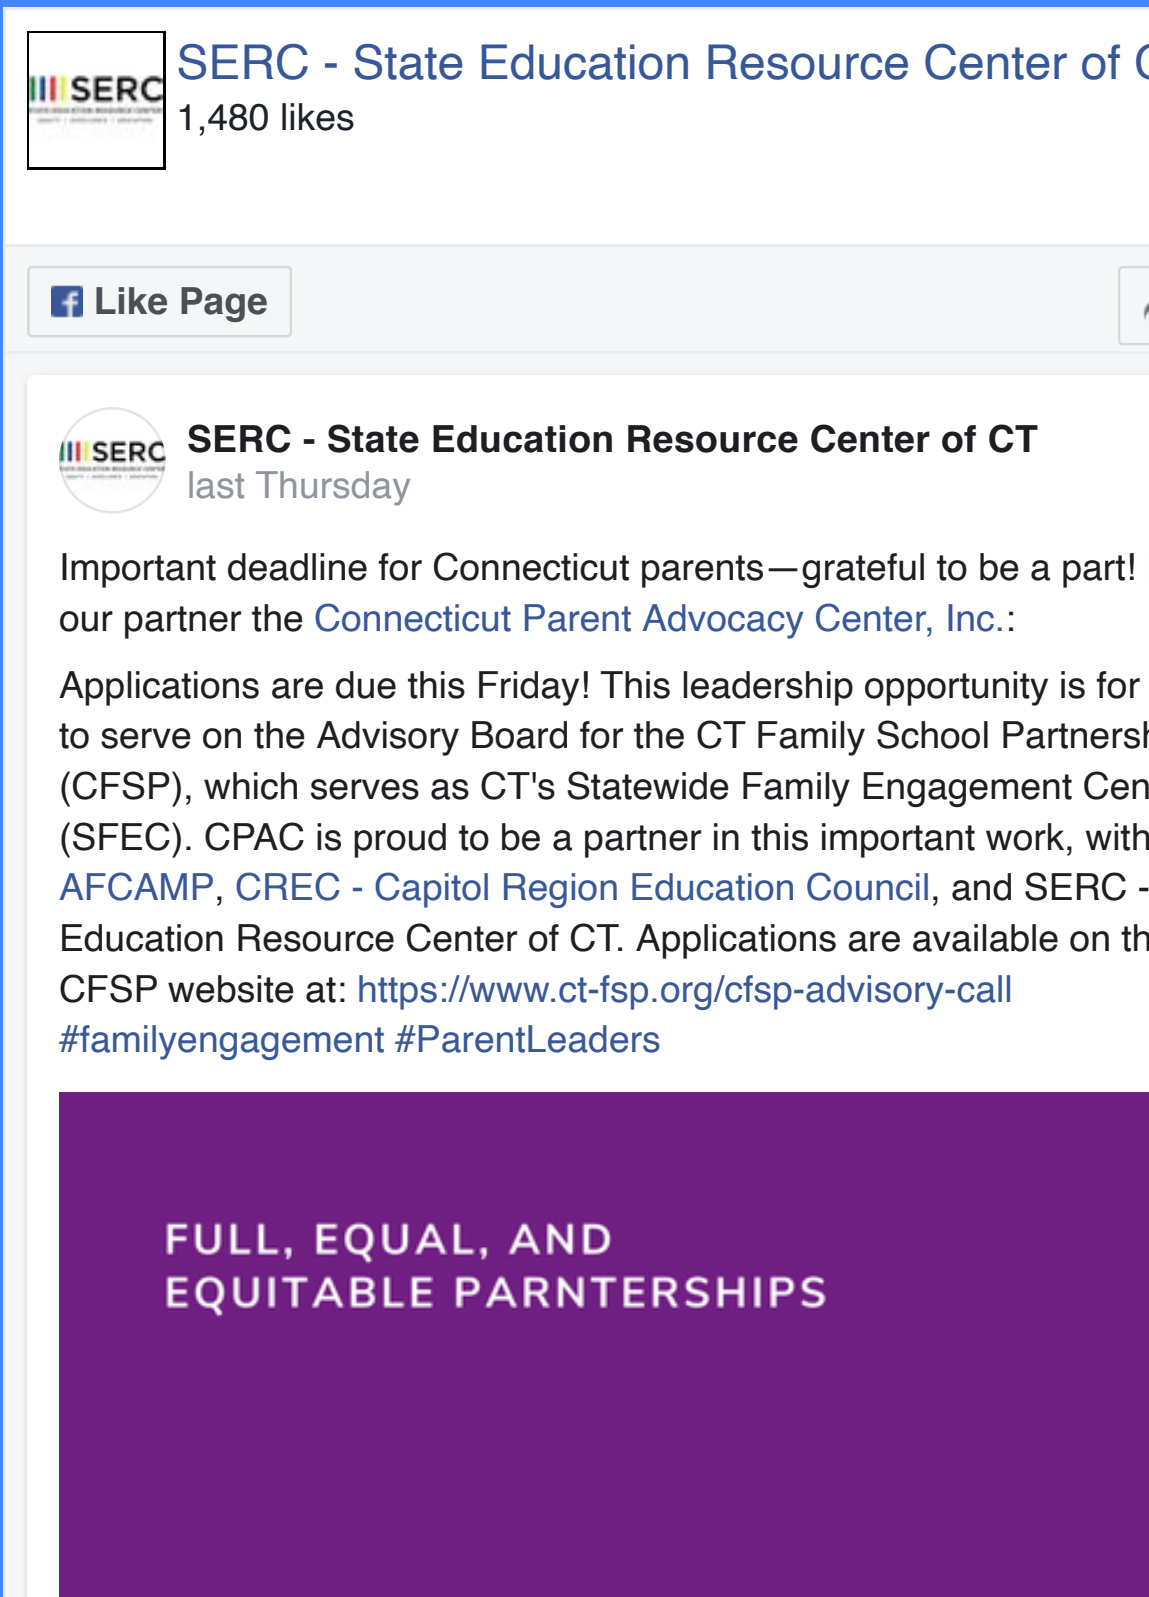 SERC
SERC - State Education Resource Center of
1,480 likes
Like Page
SERC
SERC - State Education Resource Center of CT
last Thursday
Important deadline for Connecticut parents—grateful to be a part!
our partner the Connecticut Parent Advocacy Center, Inc.:
Applications are due this Friday! This leadership opportunity is for
to serve on the Advisory Board for the CT Family School Partnersh
(CFSP), which serves as CT's Statewide Family Engagement Cen
(SFEC). CPAC is proud to be a partner in this important work, with
AFCAMP, CREC - Capitol Region Education Council, and SERC -
Education Resource Center of CT. Applications are available on th
CFSP website at: https://www.ct-fsp.org/cfsp-advisory-call
#familyengagement #ParentLeaders
FULL, EQUAL, AND
EQUITABLE PARNTERSHIPS